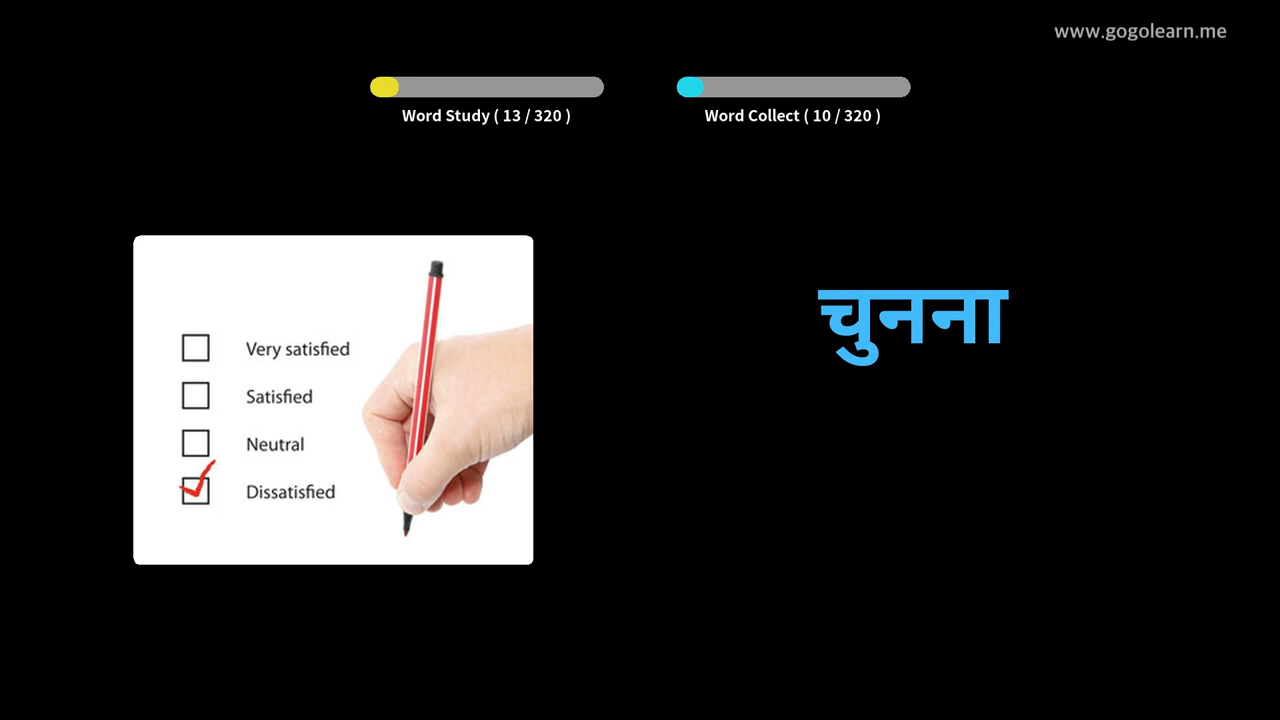 www.gogolearn.me
Word Study ( 13 / 320 )
Word Collect ( 10 / 320 )
Very satisfied
Satisfied
Neutral
Dissatisfied
चुनना